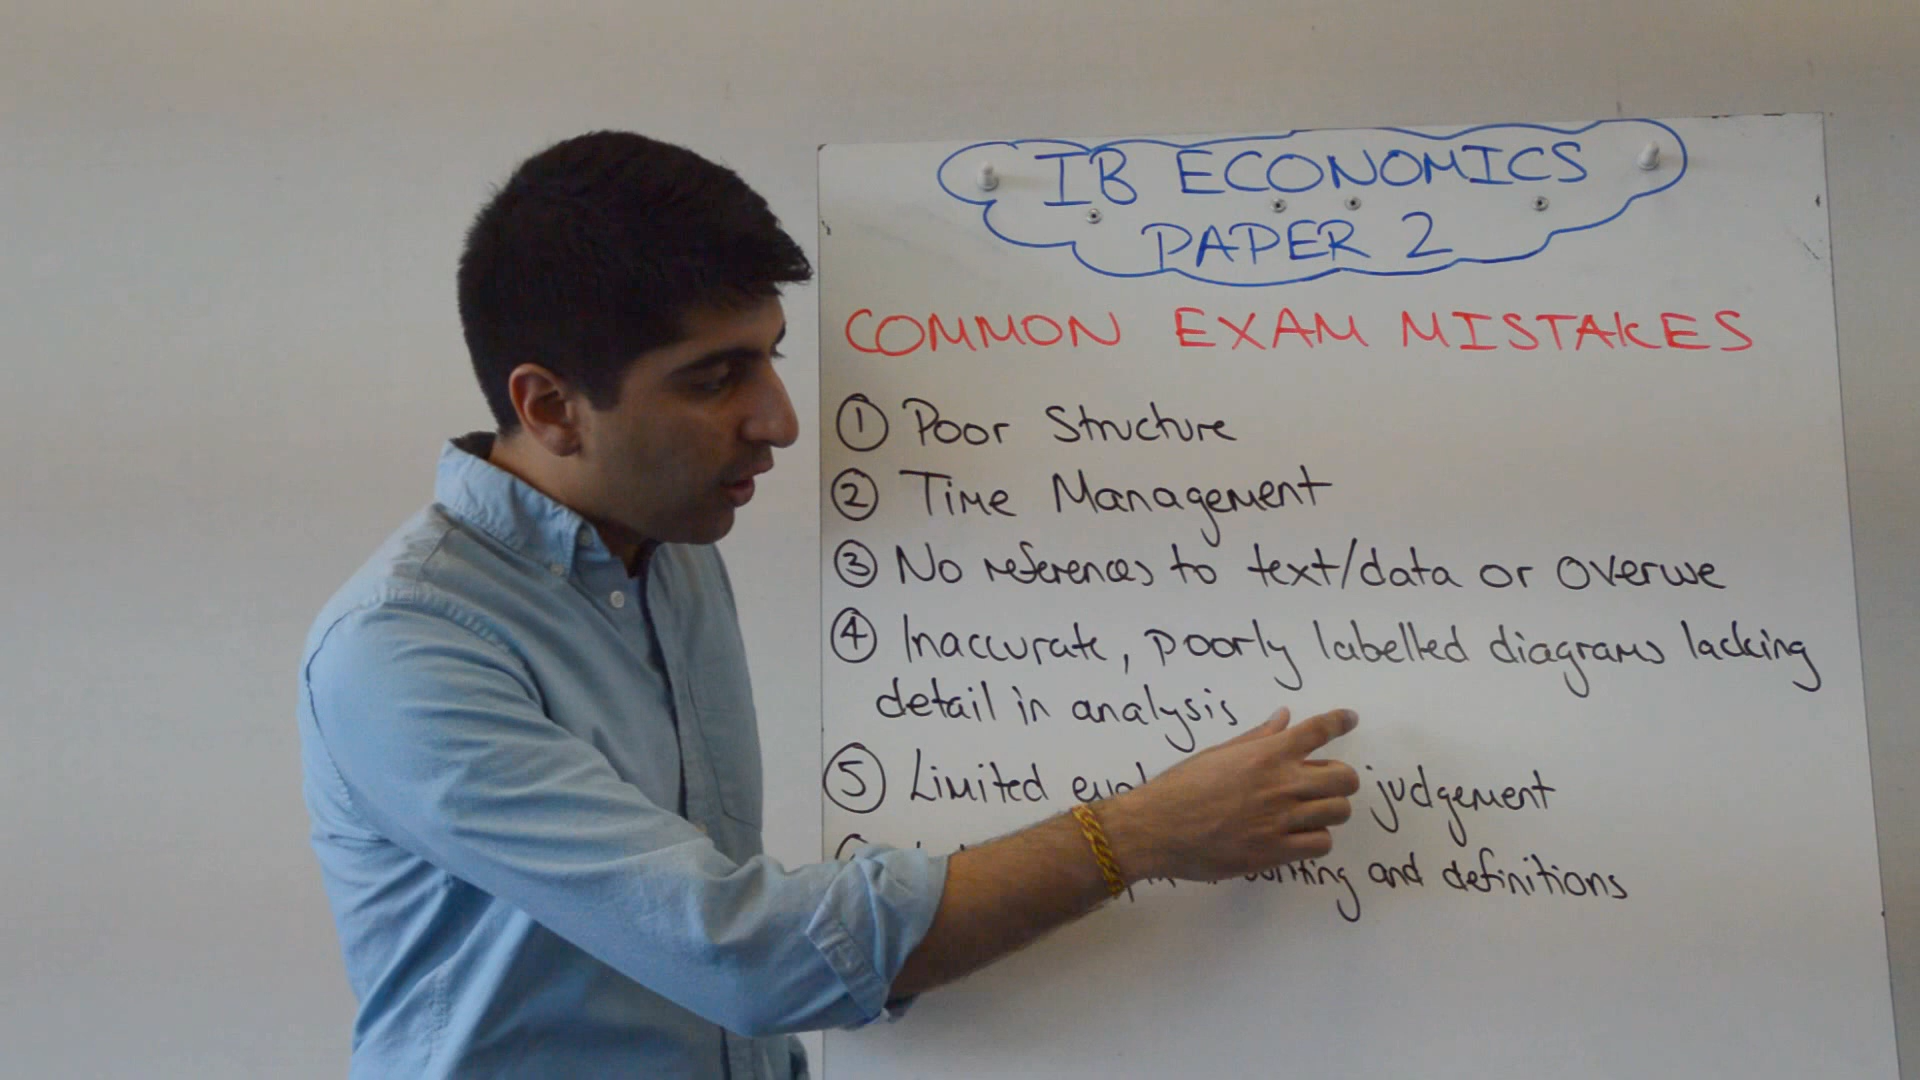 IB ECONOMICS
PAPER 2
COMMON EXAM MISTAKES
① Poor Structure
② Time Management
③ No references to text/data or overuse
④ Inaccurate, poorly labelled diagrams lacking
detail in analysis
⑤ Limited judgement
and definitions